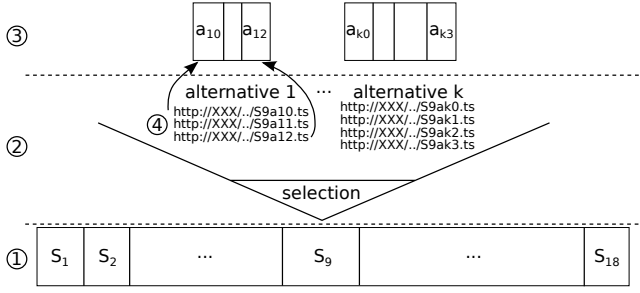 ③ a10 a12 ak0 ak3
alternative 1 ... alternative k
http://XXX/../S9a10.ts http://XXX/../S9ak0.ts
④ http://XXX/../S9a11.ts http://XXX/../S9ak1.ts
http://XXX/../S9a12.ts http://XXX/../S9ak2.ts
http://XXX/../S9ak3.ts
②
selection
① S1 S2 ... S9 ... S18